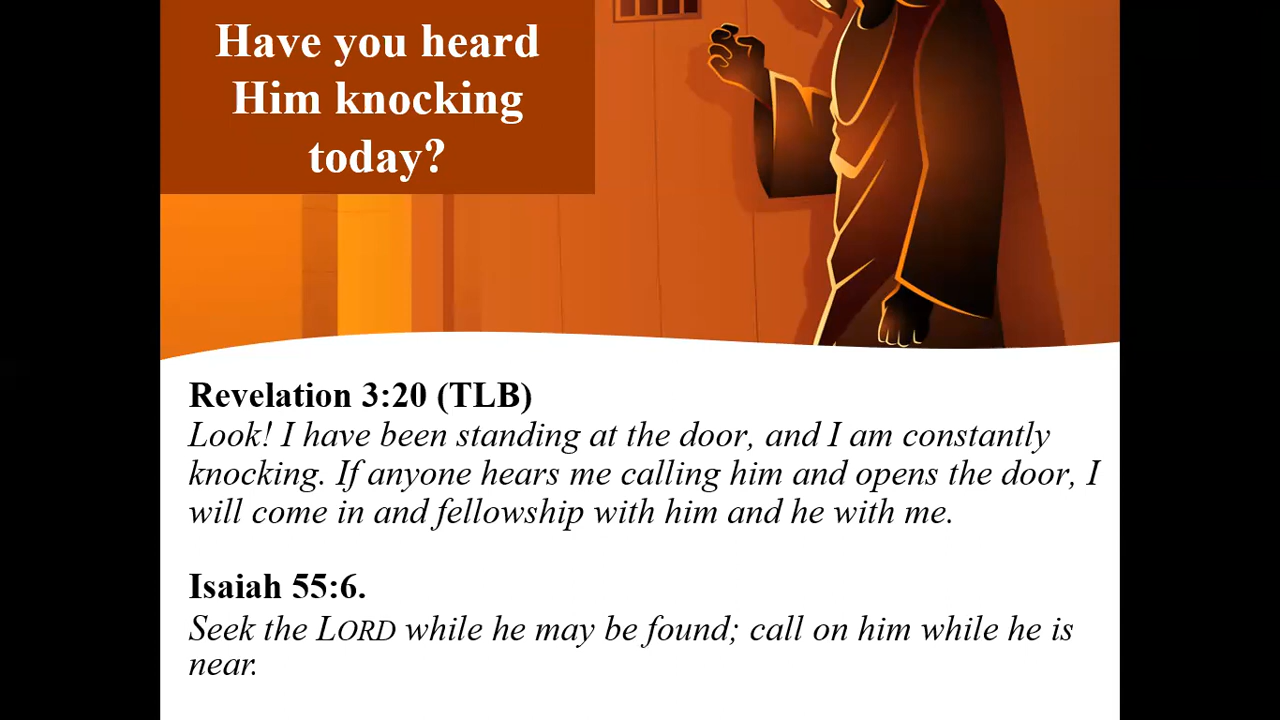 Have you heard
Him knocking
today?
Revelation 3:20 (TLB)
Look! I have been standing at the door, and I am constantly
knocking. If anyone hears me calling him and opens the door, I
will come in and fellowship with him and he with me.
Isaiah 55:6.
Seek the LORD while he may be found; call on him while he is
near.